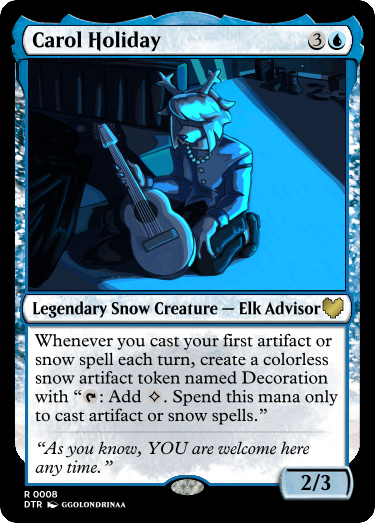 Carol Holiday 3
Legendary Snow Creature — Elk Advisor
Whenever you cast your first artifact or
snow spell each turn, create a colorless
snow artifact token named Decoration
with “: Add . Spend this mana only
to cast artifact or snow spells.”
“As you know, YOU are welcome here
any time.”
2/3
R 0008
DTR GGOLONDRINAA